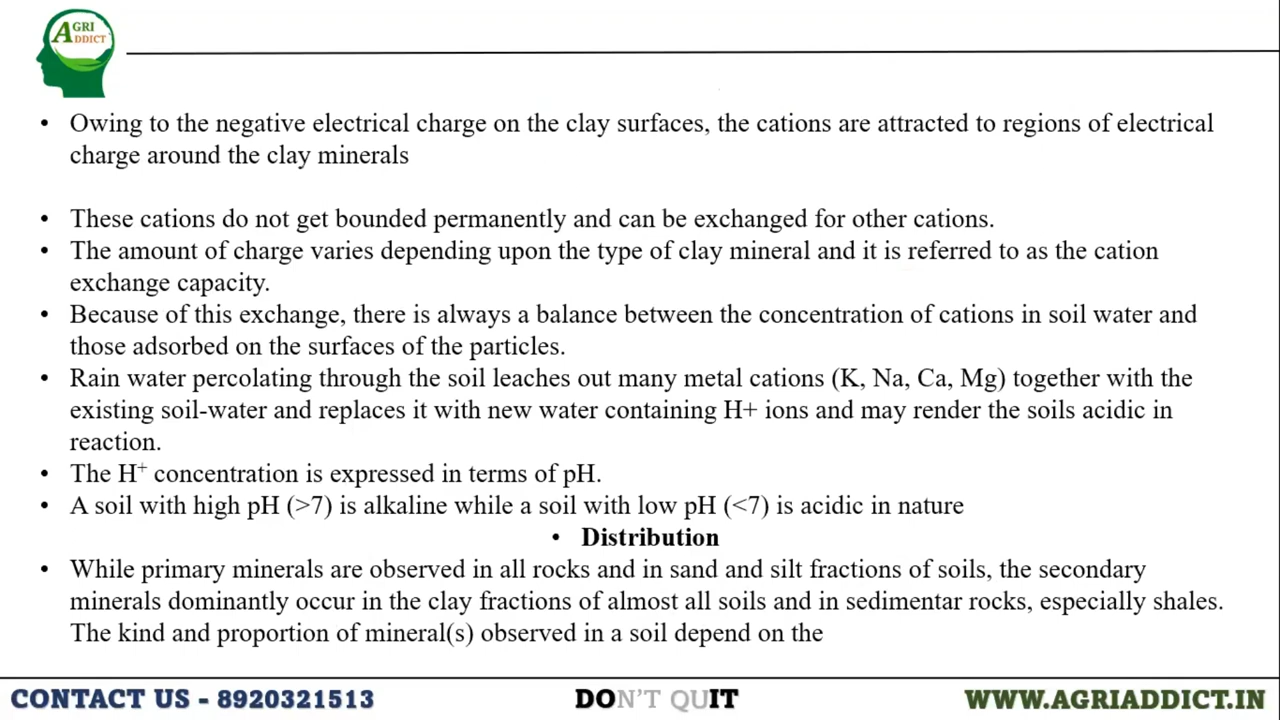 AGRI
ADDICT
• Owing to the negative electrical charge on the clay surfaces, the cations are attracted to regions of electrical
charge around the clay minerals
• These cations do not get bounded permanently and can be exchanged for other cations.
• The amount of charge varies depending upon the type of clay mineral and it is referred to as the cation
exchange capacity.
• Because of this exchange, there is always a balance between the concentration of cations in soil water and
those adsorbed on the surfaces of the particles.
• Rain water percolating through the soil leaches out many metal cations (K, Na, Ca, Mg) together with the
existing soil-water and replaces it with new water containing H+ ions and may render the soils acidic in
reaction.
• The H⁺ concentration is expressed in terms of pH.
• A soil with high pH (>7) is alkaline while a soil with low pH (<7) is acidic in nature
• Distribution
• While primary minerals are observed in all rocks and in sand and silt fractions of soils, the secondary
minerals dominantly occur in the clay fractions of almost all soils and in sedimentar rocks, especially shales.
The kind and proportion of mineral(s) observed in a soil depend on the
CONTACT US - 8920321513 DON'T QUIT WWW.AGRIADDICT.IN